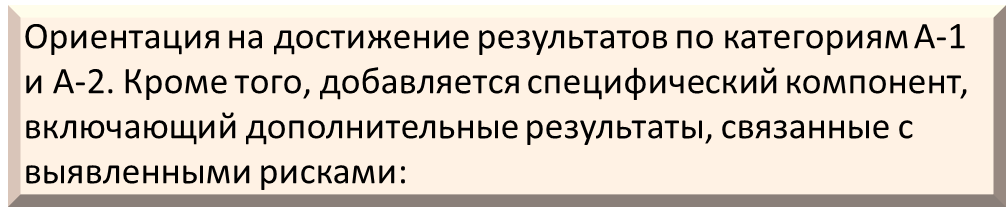 Ориентация на достижение результатов по категориям А-1
и А-2. Кроме того, добавляется специфический компонент,
включающий дополнительные результаты, связанные с
выявленными рисками: